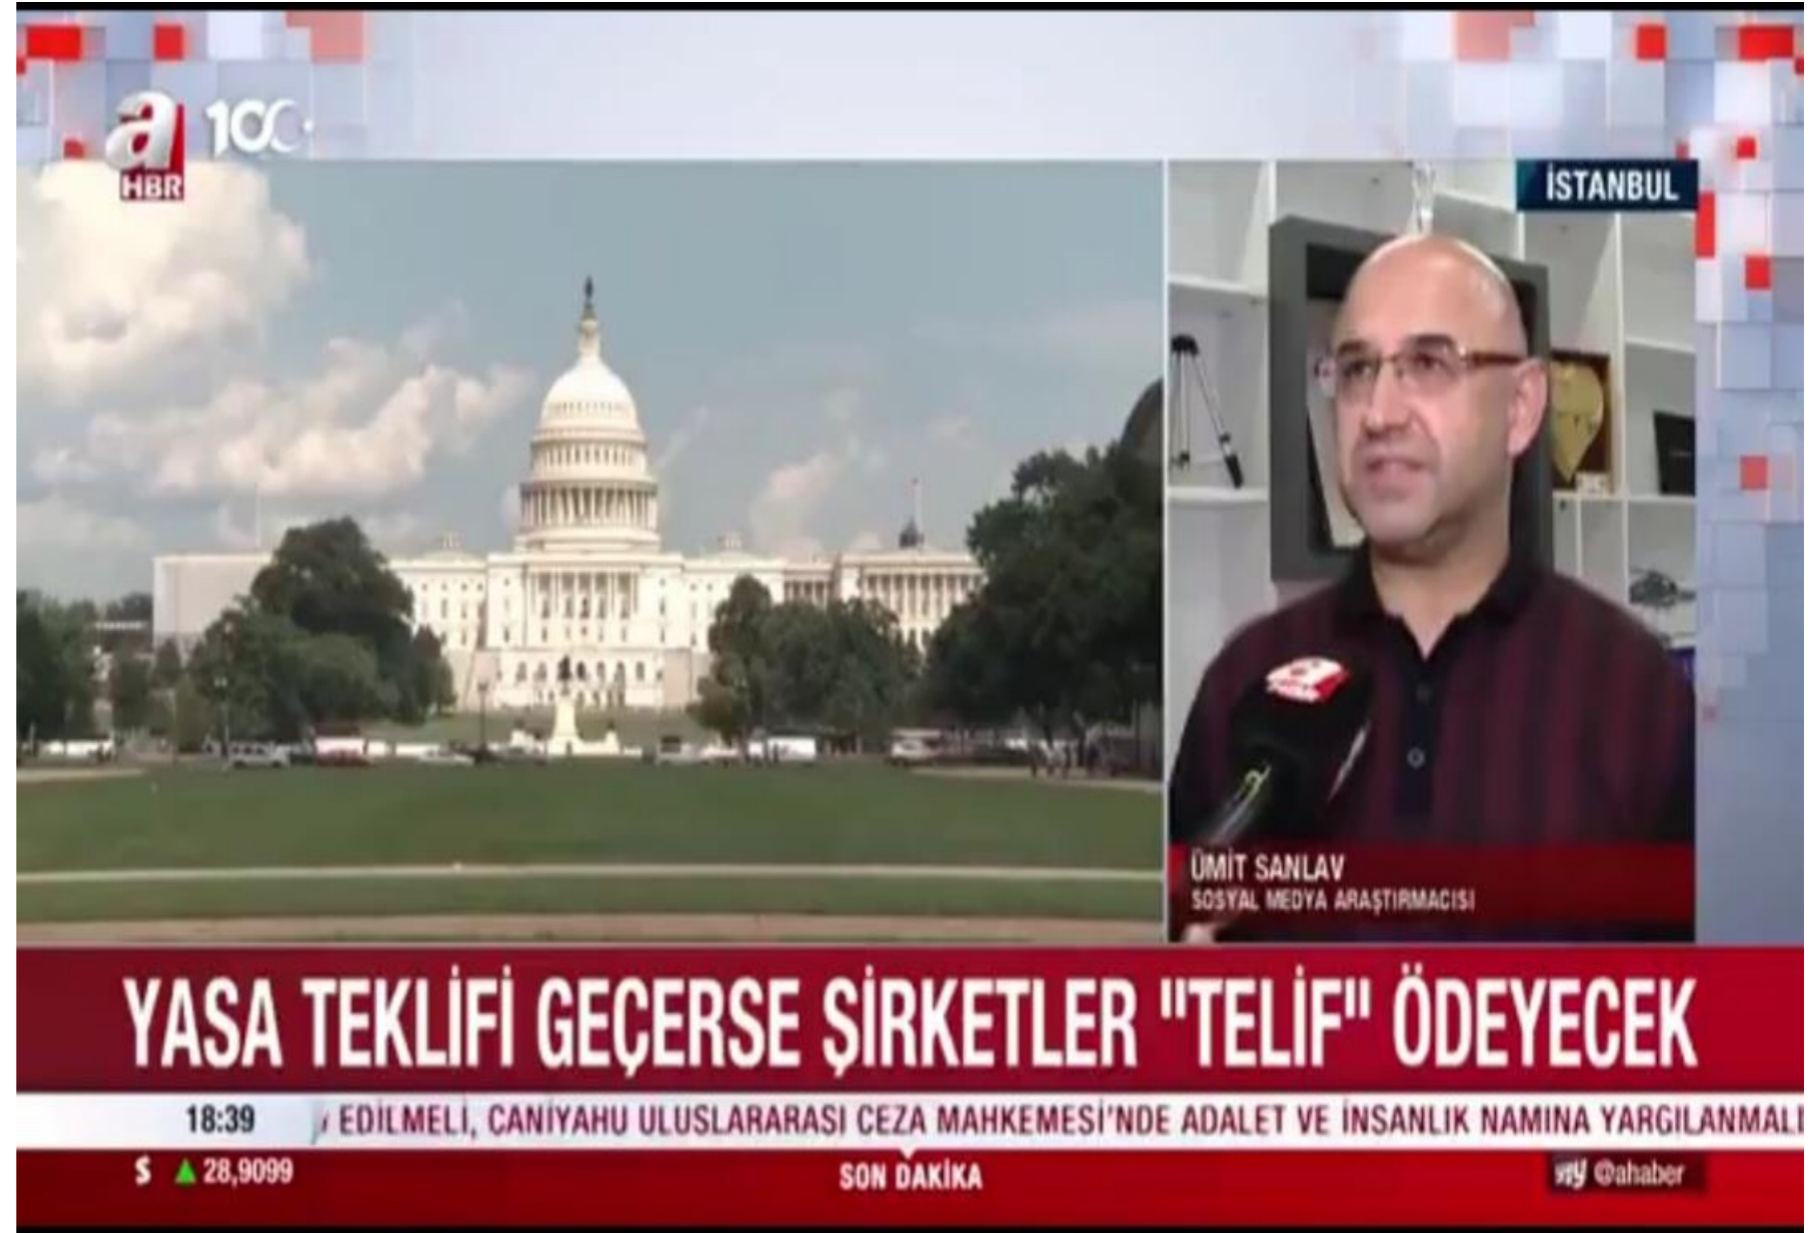 a
HBR
100
İSTANBUL
ÜMİT SANLAV
SOSYAL MEDYA ARAŞTIRMACISI
YASA TEKLİFİ GEÇERSE ŞİRKETLER "TELİF" ÖDEYECEK
18:39
EDİLMELİ, CANİYAHU ULUSLARARASI CEZA MAHKEMESİ'NDE ADALET VE İNSANLIK NAMINA YARGILANMALI
$ ▲ 28,9099
SON DAKİKA
@ahaber